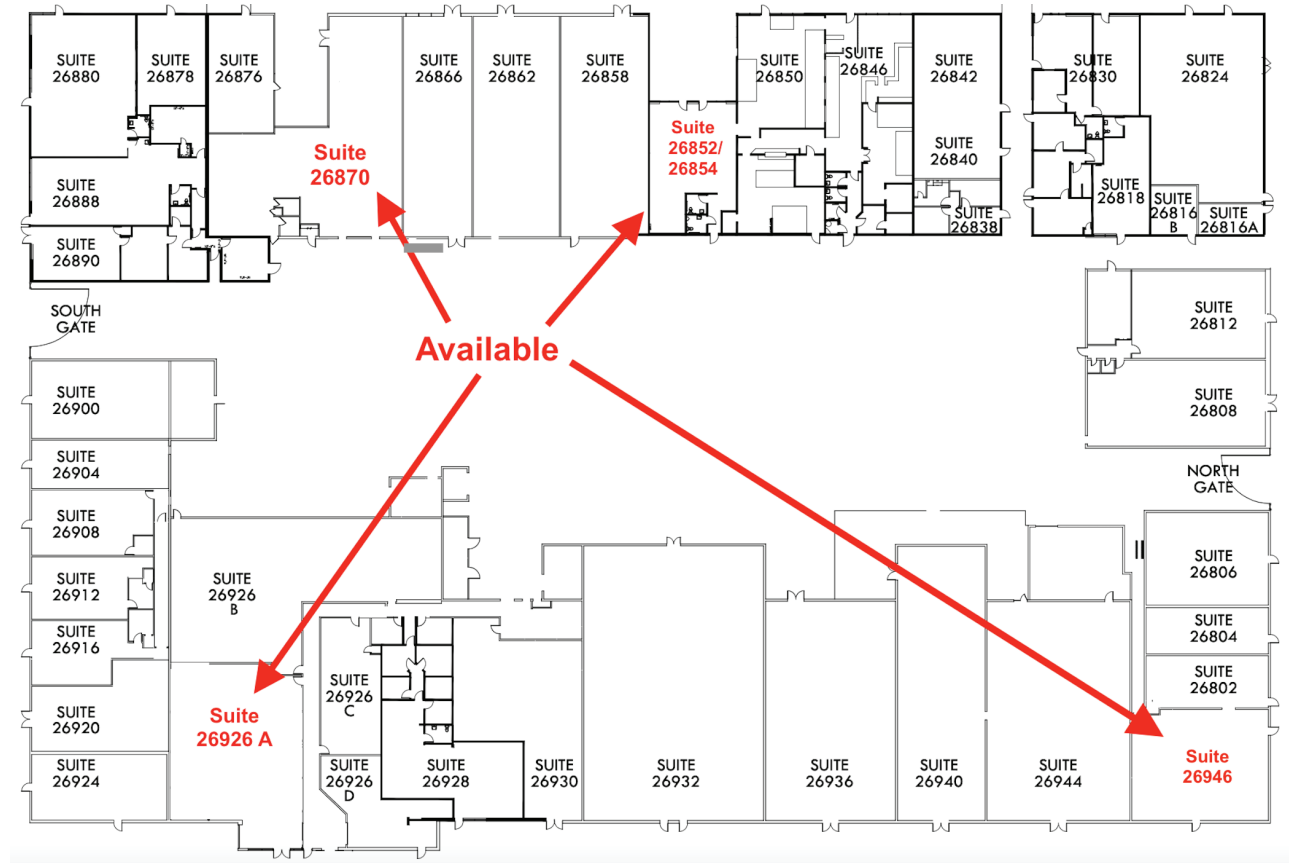 SUITE
26880
SUITE
26878
SUITE
26876
SUITE
26866
SUITE
26862
SUITE
26858
SUITE
26850
SUITE
26846
SUITE
26842
SUITE
26830
SUITE
26824
Suite
26852/
26854
Suite
26870
SUITE
26840
SUITE
26888
SUITE
26818
SUITE
26816
B
SUITE
26816A
SUITE
26838
SUITE
26890
SOUTH
GATE
SUITE
26812
Available
SUITE
26900
SUITE
26808
SUITE
26904
NORTH
GATE
SUITE
26908
SUITE
26806
SUITE
26912
SUITE
26926
B
SUITE
26916
SUITE
26804
SUITE
26802
SUITE
26926
C
SUITE
26920
Suite
26926 A
SUITE
26924
SUITE
26926
D
SUITE
26928
SUITE
26930
SUITE
26932
SUITE
26936
SUITE
26940
SUITE
26944
Suite
26946